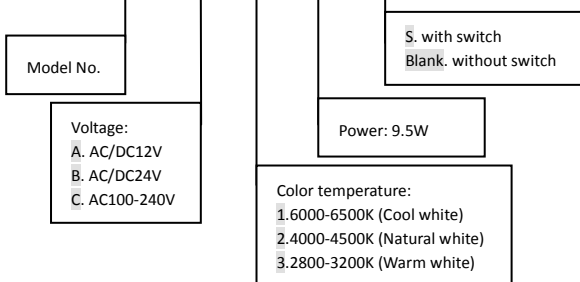 Model No.
Voltage:
A. AC/DC12V
B. AC/DC24V
C. AC100-240V
Color temperature:
1.6000-6500K (Cool white)
2.4000-4500K (Natural white)
3.2800-3200K (Warm white)
Power: 9.5W
S. with switch
Blank. without switch